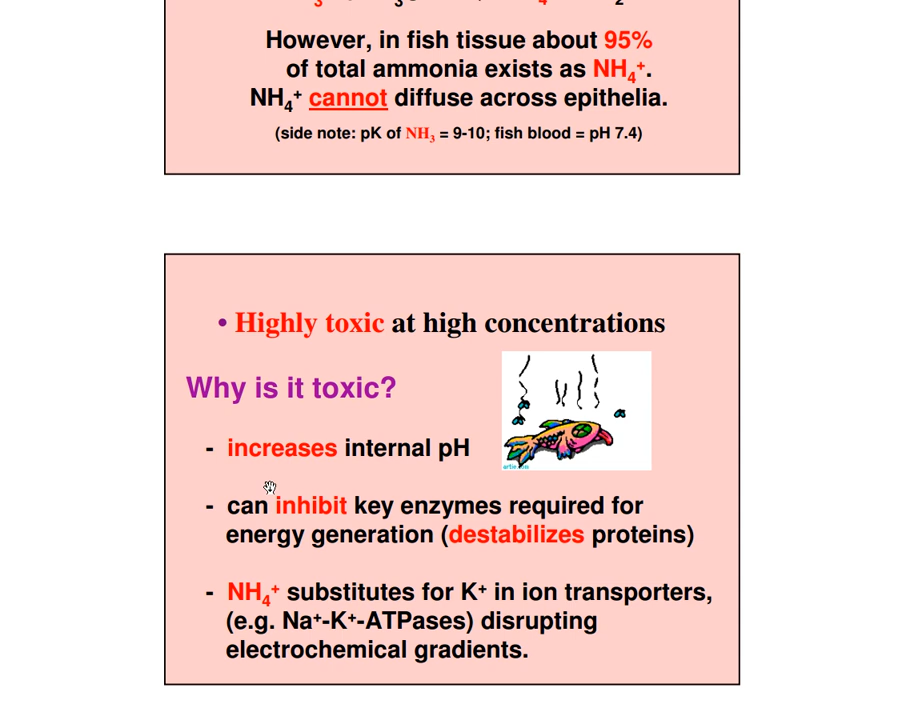 However, in fish tissue about 95%
of total ammonia exists as NH₄⁺.
NH₄⁺ cannot diffuse across epithelia.
(side note: pK of NH₃ = 9-10; fish blood = pH 7.4)
• Highly toxic at high concentrations
Why is it toxic?
- increases internal pH
- can inhibit key enzymes required for
energy generation (destabilizes proteins)
- NH₄⁺ substitutes for K⁺ in ion transporters,
(e.g. Na⁺-K⁺-ATPases) disrupting
electrochemical gradients.